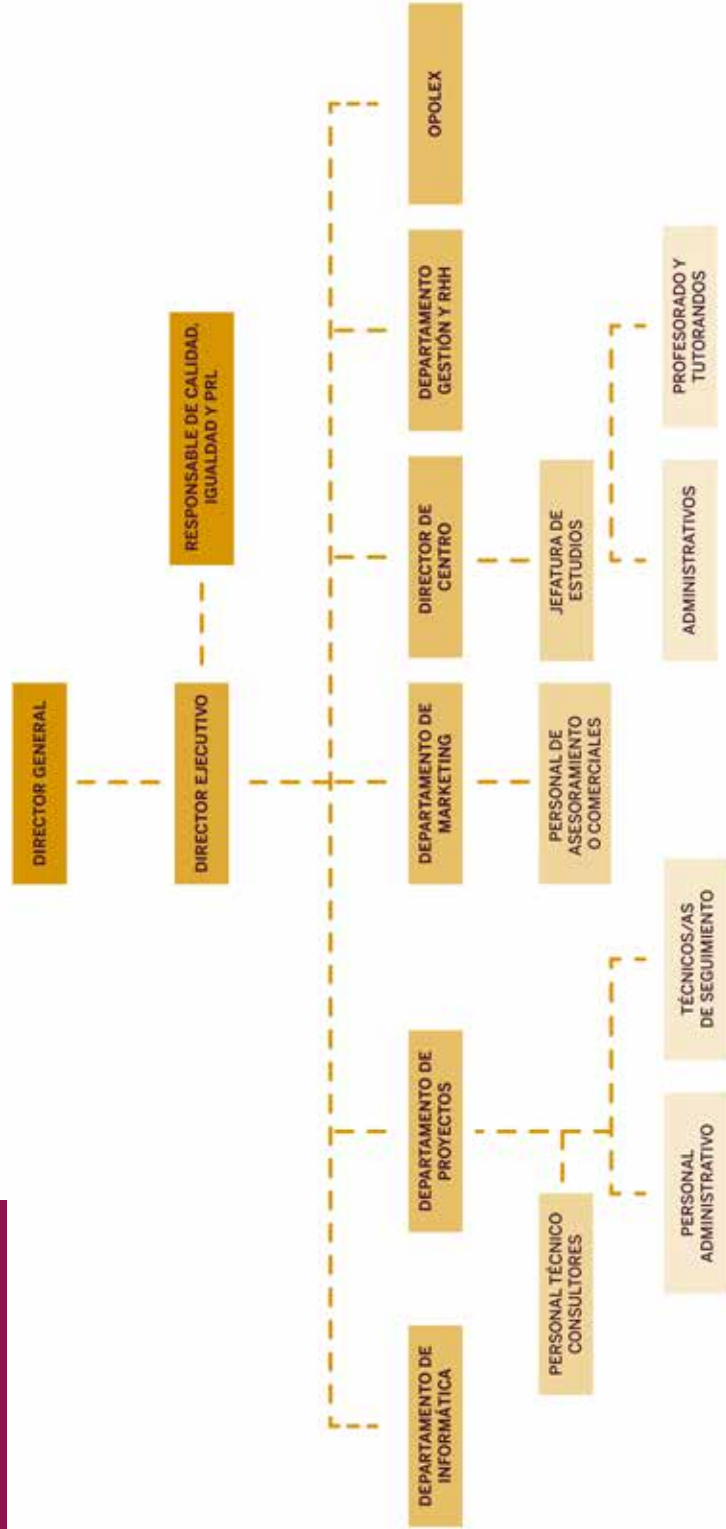 DIRECTOR GENERAL
DIRECTOR EJECUTIVO
RESPONSABLE DE CALIDAD,
IGUALDAD Y PRL
DEPARTAMENTO DE
INFORMÁTICA
DEPARTAMENTO DE
PROYECTOS
DEPARTAMENTO DE
MARKETING
DIRECTOR DE
CENTRO
DEPARTAMENTO
GESTIÓN Y RHH
OPOLEX
PERSONAL TÉCNICO
CONSULTORES
PERSONAL DE
ASESORAMIENTO
O COMERCIALES
JEFATURA DE
ESTUDIOS
PERSONAL
ADMINISTRATIVO
TÉCNICOS/AS
DE SEGUIMIENTO
ADMINISTRATIVOS
PROFESORADO Y
TUTORANDOS